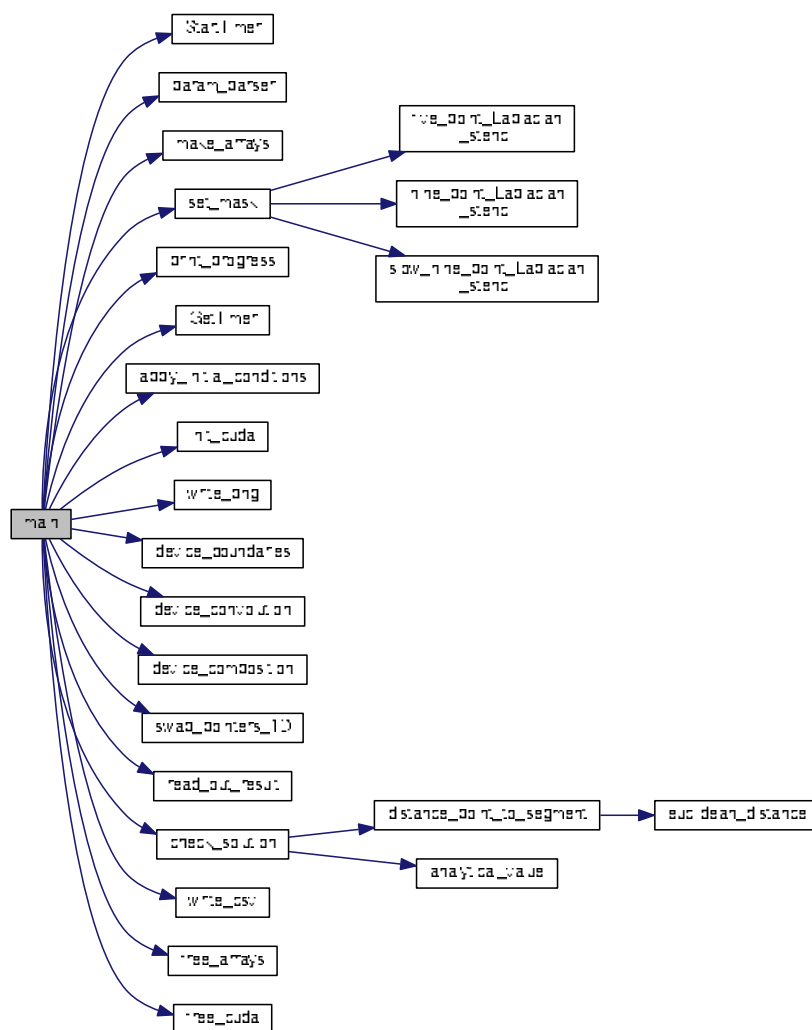 StartTimer
param_parser
make_arrays
five_point_Laplacian
_stencil
set_mask
nine_point_Laplacian
_stencil
slow_nine_point_Laplacian
_stencil
print_progress
GetTimer
apply_initial_conditions
init_cuda
write_png
main
device_boundaries
device_convolution
device_composition
swap_pointers_1D
read_out_result
distance_point_to_segment
euclidean_distance
check_solution
analytical_value
write_csv
free_arrays
free_cuda